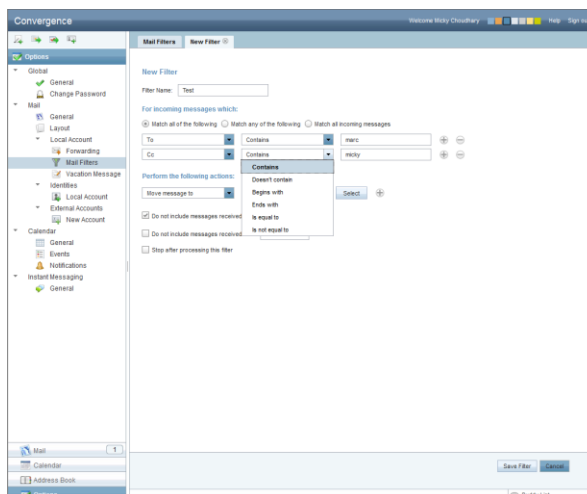 Convergence
Welcome Micky Choudhary Help Sign ou
Mail Filters New Filter
Options
Global
General
Change Password
Mail
General
Layout
Local Account
Forwarding
Mail Filters
Vacation Message
Identities
Local Account
External Accounts
New Account
Calendar
General
Events
Notifications
Instant Messaging
General
New Filter
Filter Name: Test
For incoming messages which:
Match all of the following Match any of the following Match all incoming messages
To Contains marc
Cc Contains micky
Contains
Doesn't contain
Begins with
Ends with
Is equal to
Is not equal to
Perform the following actions:
Move message to Select
Do not include messages received
Do not include messages received
Stop after processing this filter
Mail 1
Calendar
Address Book
Options
Save Filter Cancel